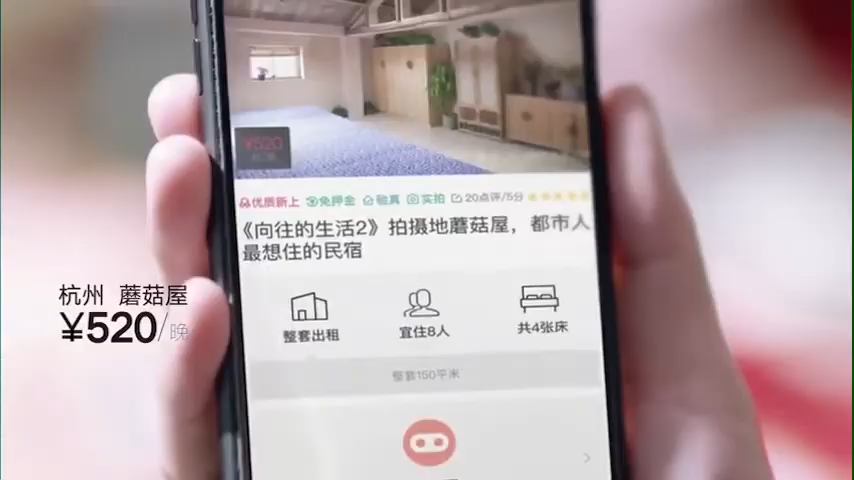 ¥520
优质新上 免押金 验真 实拍 20点评/5分
《向往的生活2》拍摄地蘑菇屋，都市人
最想住的民宿
整套出租 宜住8人 共4张床
整套150平米
杭州 蘑菇屋
¥520/晚